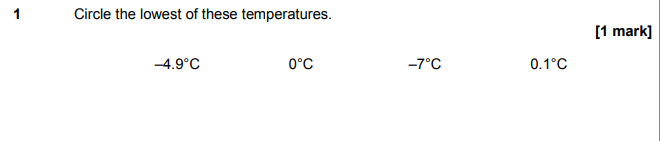 1 Circle the lowest of these temperatures.
[1 mark]
–4.9°C 0°C –7°C 0.1°C